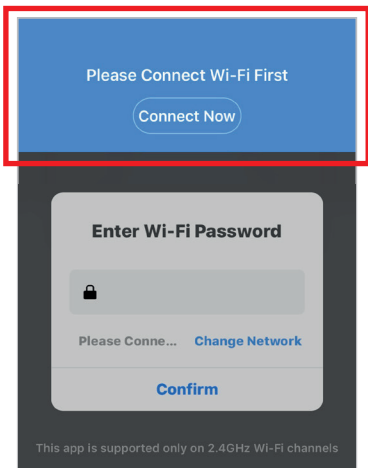 Please Connect Wi-Fi First
Connect Now
Enter Wi-Fi Password
Please Conne... Change Network
Confirm
This app is supported only on 2.4GHz Wi-Fi channels